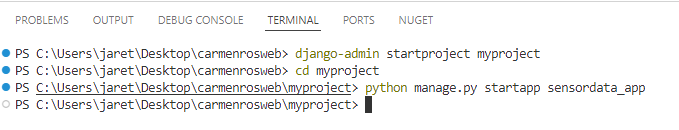 PROBLEMS OUTPUT DEBUG CONSOLE TERMINAL PORTS NUGET
PS C:\Users\jaret\Desktop\carmenrosweb> django-admin startproject myproject
PS C:\Users\jaret\Desktop\carmenrosweb> cd myproject
PS C:\Users\jaret\Desktop\carmenrosweb\myproject> python manage.py startapp sensordata_app
PS C:\Users\jaret\Desktop\carmenrosweb\myproject>